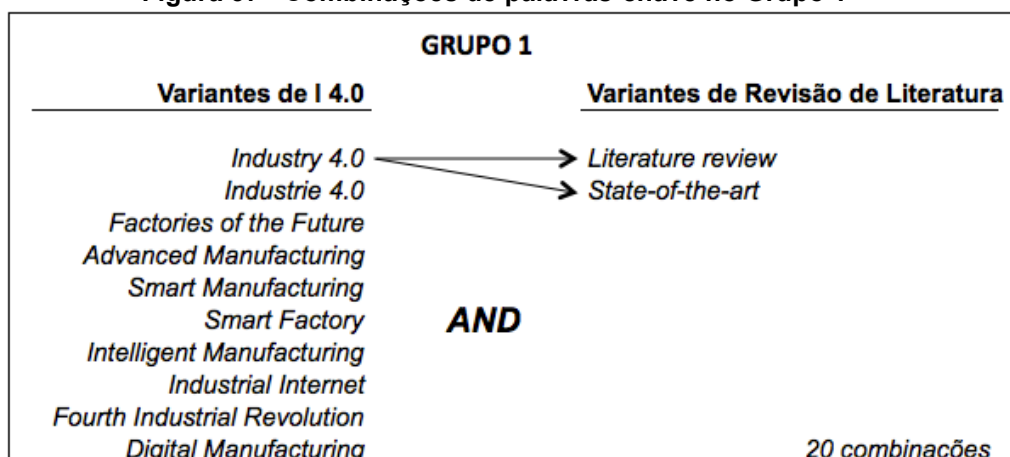 GRUPO 1
Variantes de I 4.0 Variantes de Revisão de Literatura
Industry 4.0 Literature review
Industrie 4.0 State-of-the-art
Factories of the Future
Advanced Manufacturing
Smart Manufacturing
Smart Factory AND
Intelligent Manufacturing
Industrial Internet
Fourth Industrial Revolution
Digital Manufacturing 20 combinações